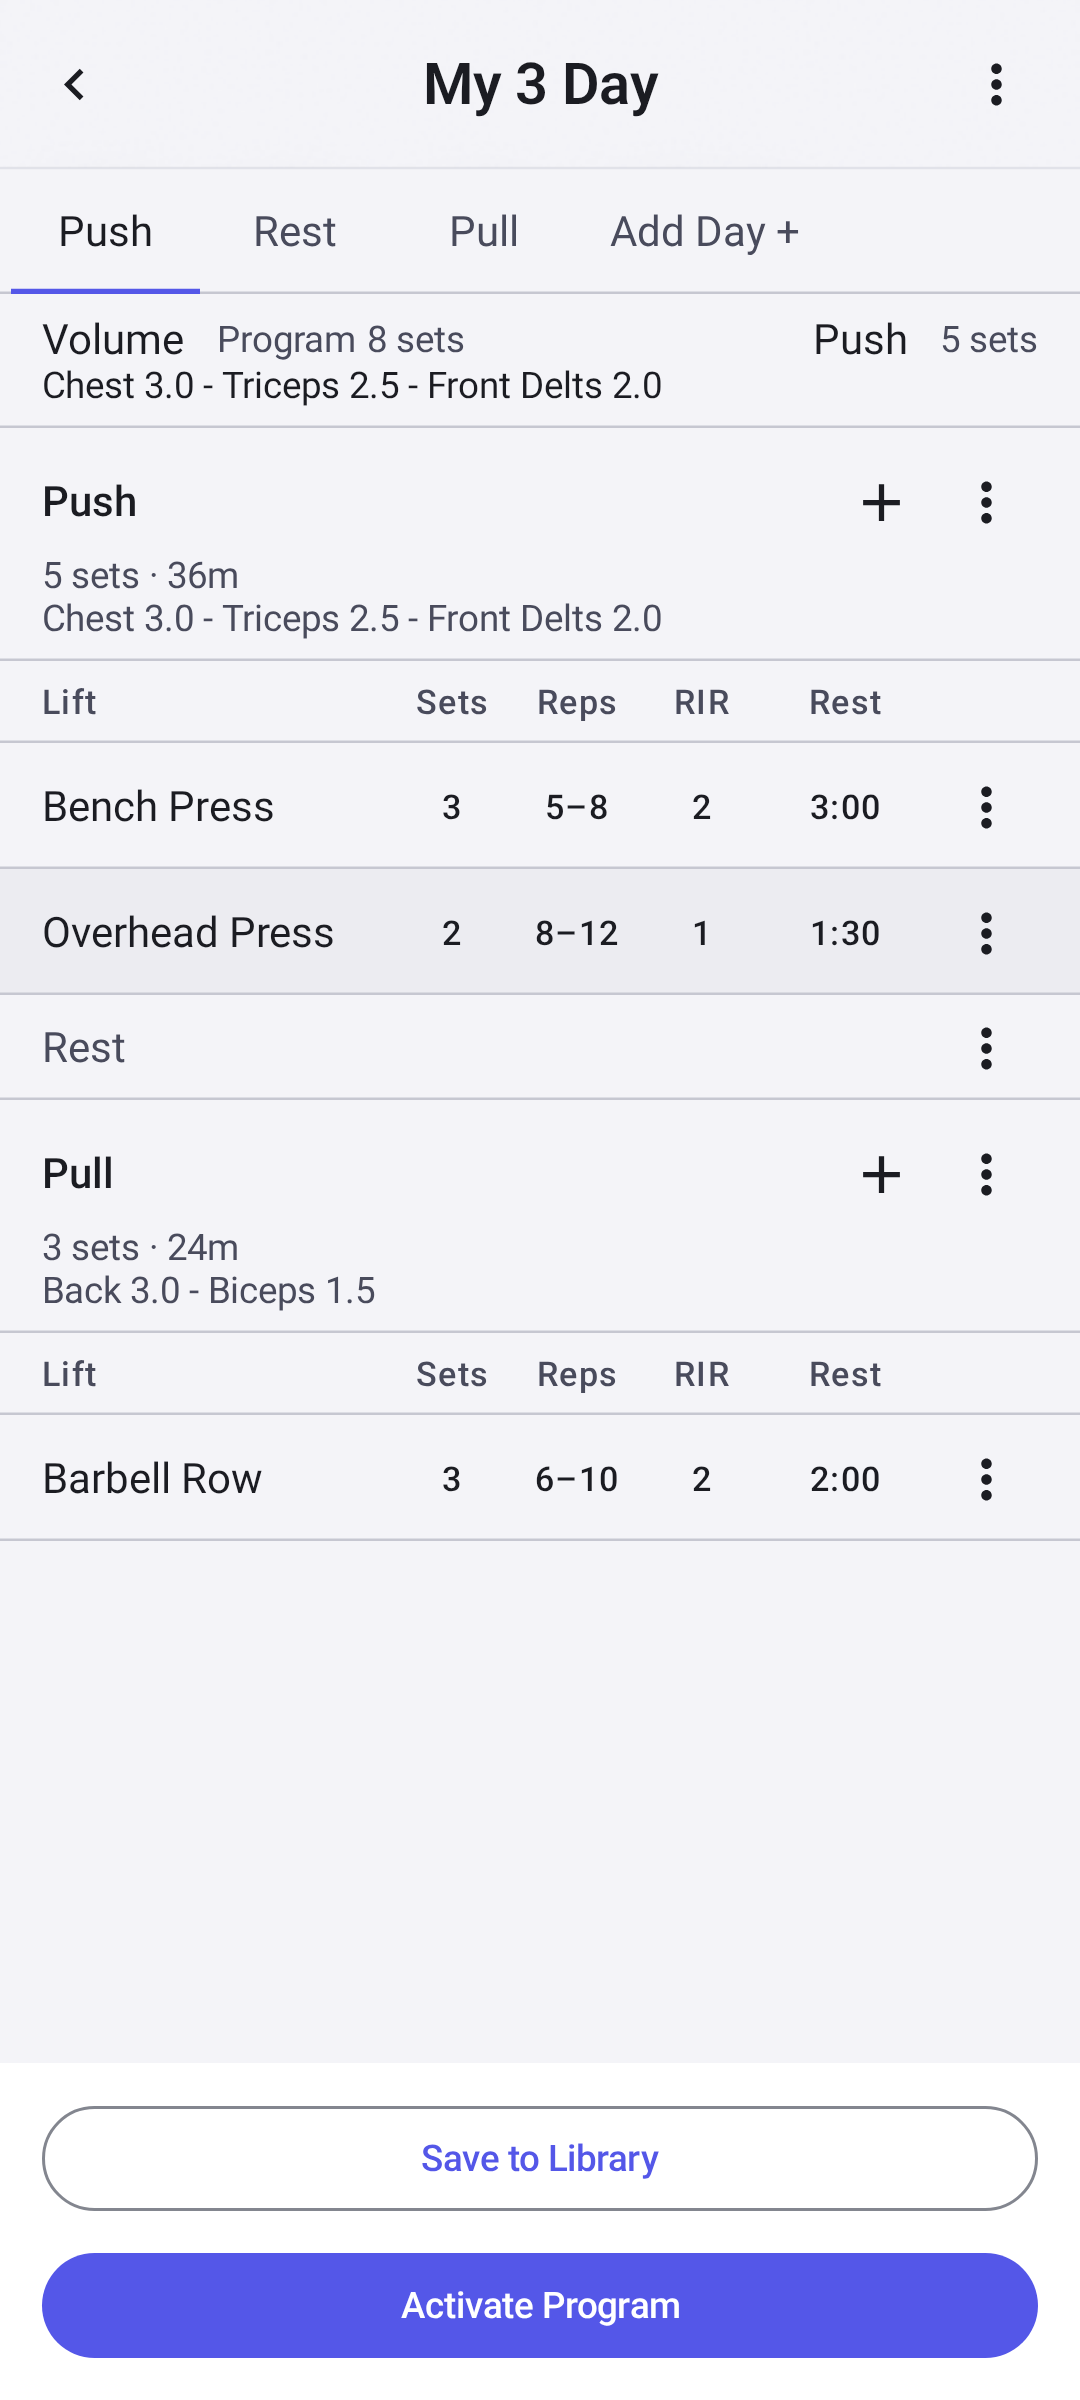 My 3 Day
Push Rest Pull Add Day +
Volume Program 8 sets Push 5 sets
Chest 3.0 - Triceps 2.5 - Front Delts 2.0
Push
5 sets · 36m
Chest 3.0 - Triceps 2.5 - Front Delts 2.0
Lift Sets Reps RIR Rest
Bench Press 3 5–8 2 3:00
Overhead Press 2 8–12 1 1:30
Rest
Pull
3 sets · 24m
Back 3.0 - Biceps 1.5
Lift Sets Reps RIR Rest
Barbell Row 3 6–10 2 2:00
Save to Library
Activate Program